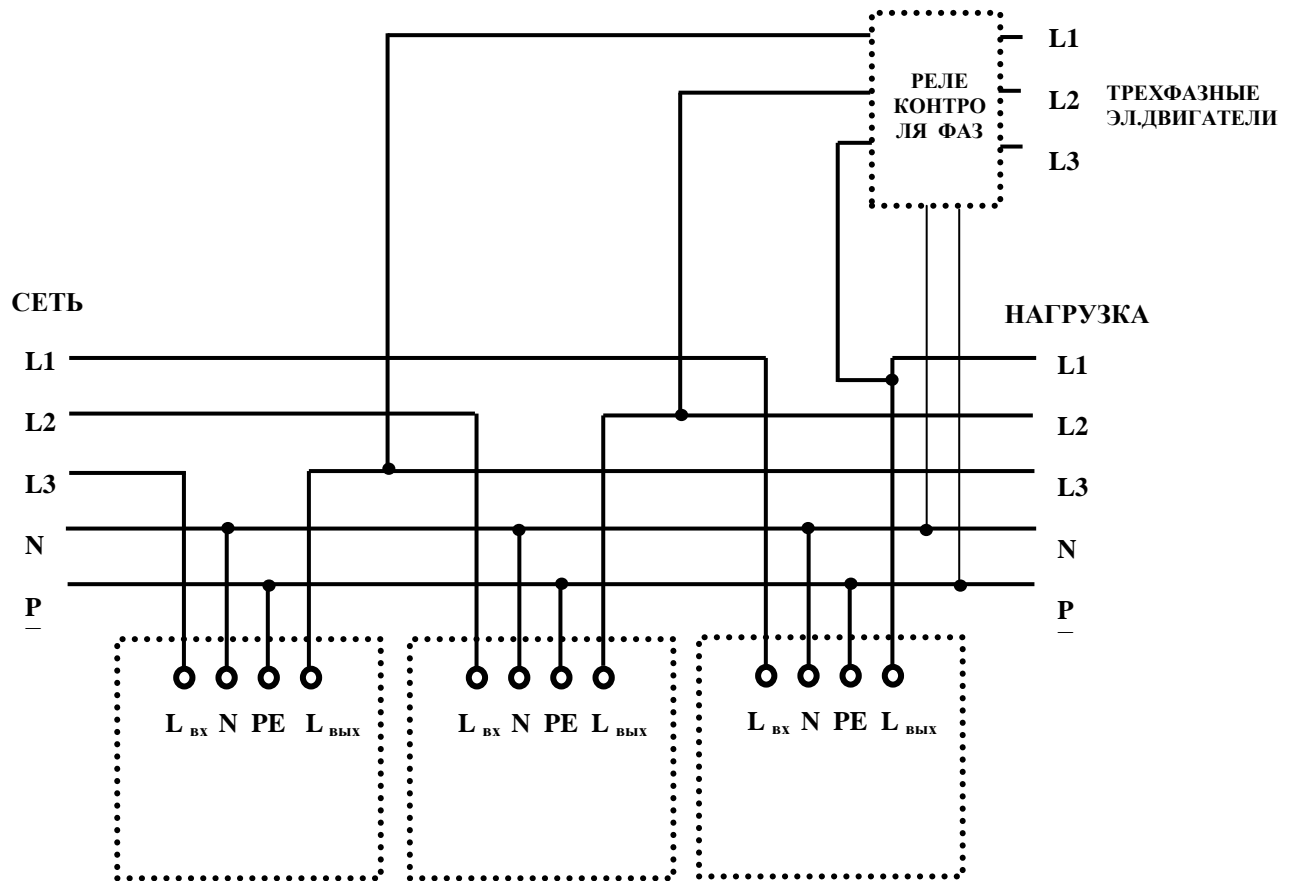 L1
РЕЛЕ
КОНТРО
ЛЯ ФАЗ
L2
ТРЕХФАЗНЫЕ
ЭЛ.ДВИГАТЕЛИ
L3
СЕТЬ
НАГРУЗКА
L1
L1
L2
L2
L3
L3
N
N
P
P
L вх N PE L вых
L вх N PE L вых
L вх N PE L вых